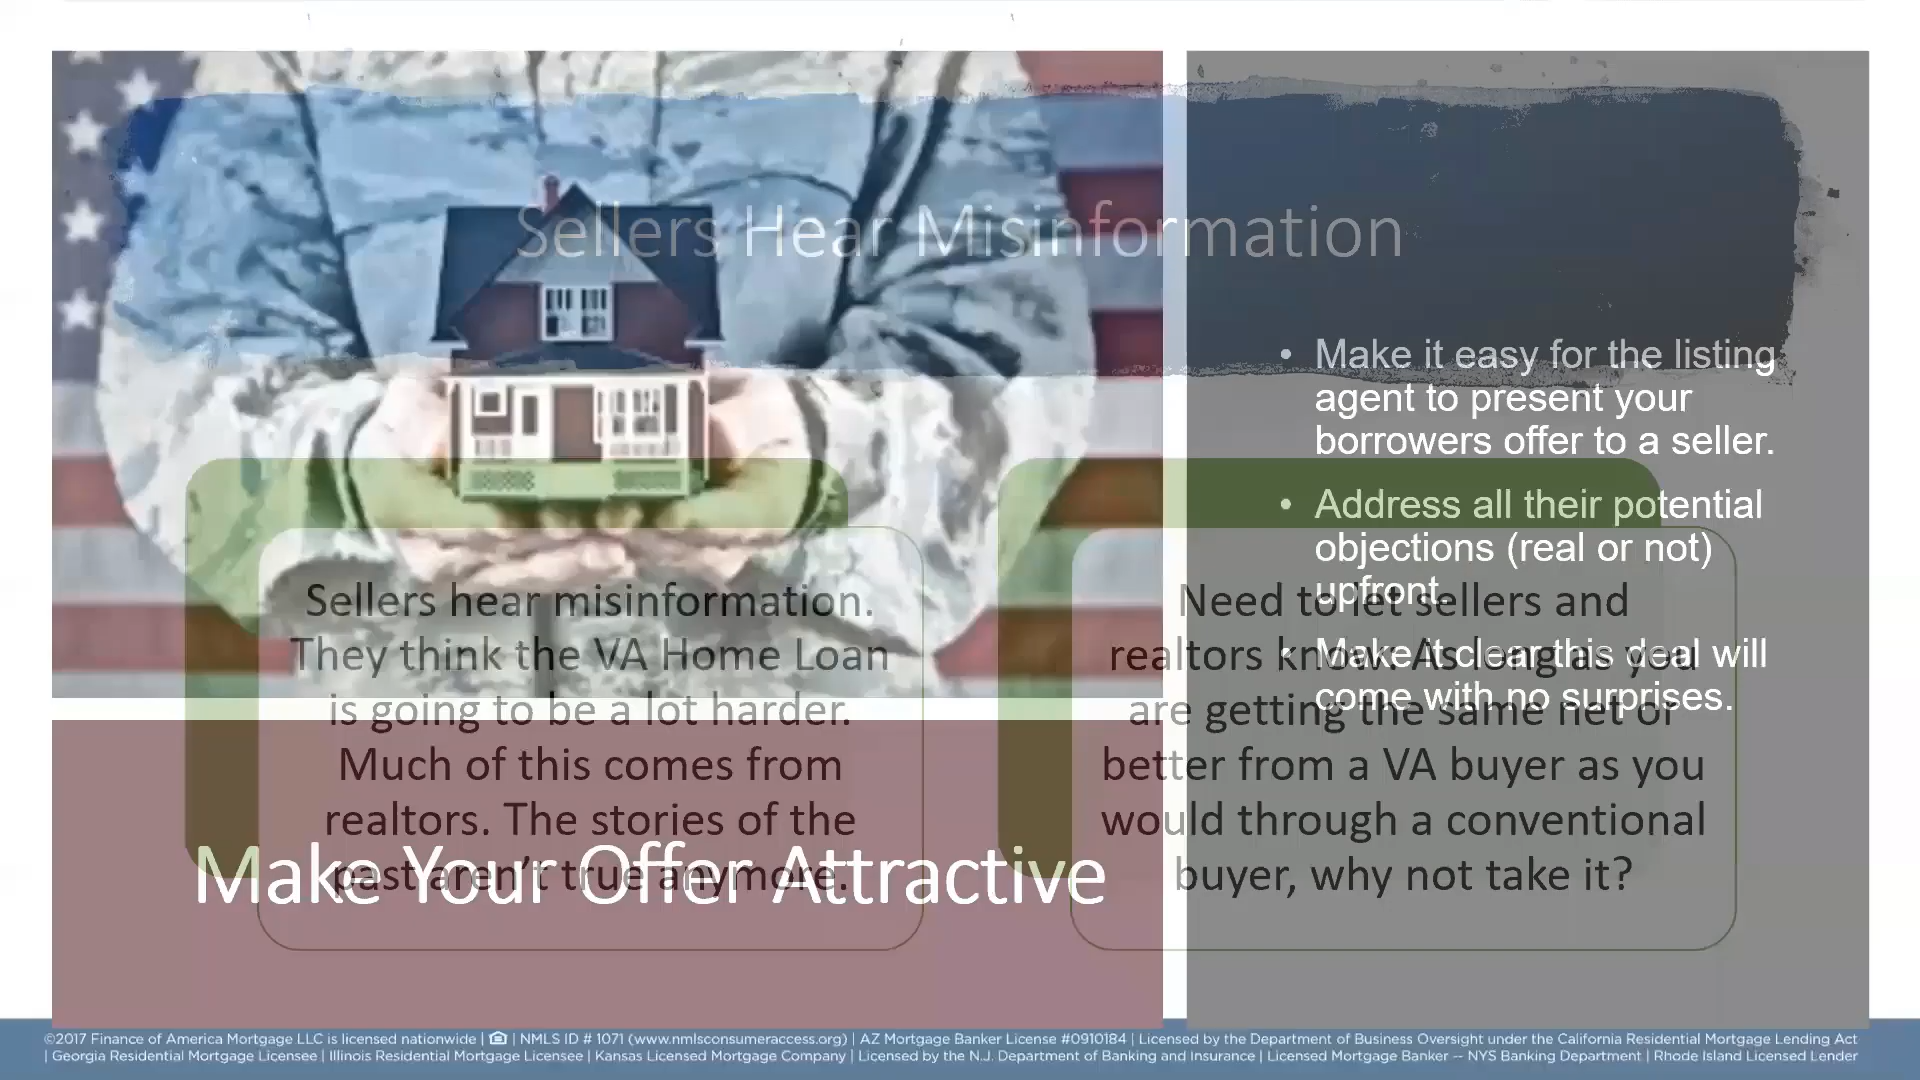 Sellers Hear Misinformation
Sellers hear misinformation.
They think the VA Home Loan
is going to be a lot harder.
Much of this comes from
realtors. The stories of the
past aren't true anymore.
Need to let sellers and
realtors know: As long as you
are getting the same net or
better from a VA buyer as you
would through a conventional
buyer, why not take it?
• Make it easy for the listing
agent to present your
borrowers offer to a seller.
• Address all their potential
objections (real or not)
upfront.
• Make it clear this deal will
come with no surprises.
Make Your Offer Attractive
©2017 Finance of America Mortgage LLC is licensed nationwide | | NMLS ID # 1071 (www.nmlsconsumeraccess.org) | AZ Mortgage Banker License #0910184 | Licensed by the Department of Business Oversight under the California Residential Mortgage Lending Act
| Georgia Residential Mortgage Licensee | Illinois Residential Mortgage Licensee | Kansas Licensed Mortgage Company | Licensed by the N.J. Department of Banking and Insurance | Licensed Mortgage Banker -- NYS Banking Department | Rhode Island Licensed Lender